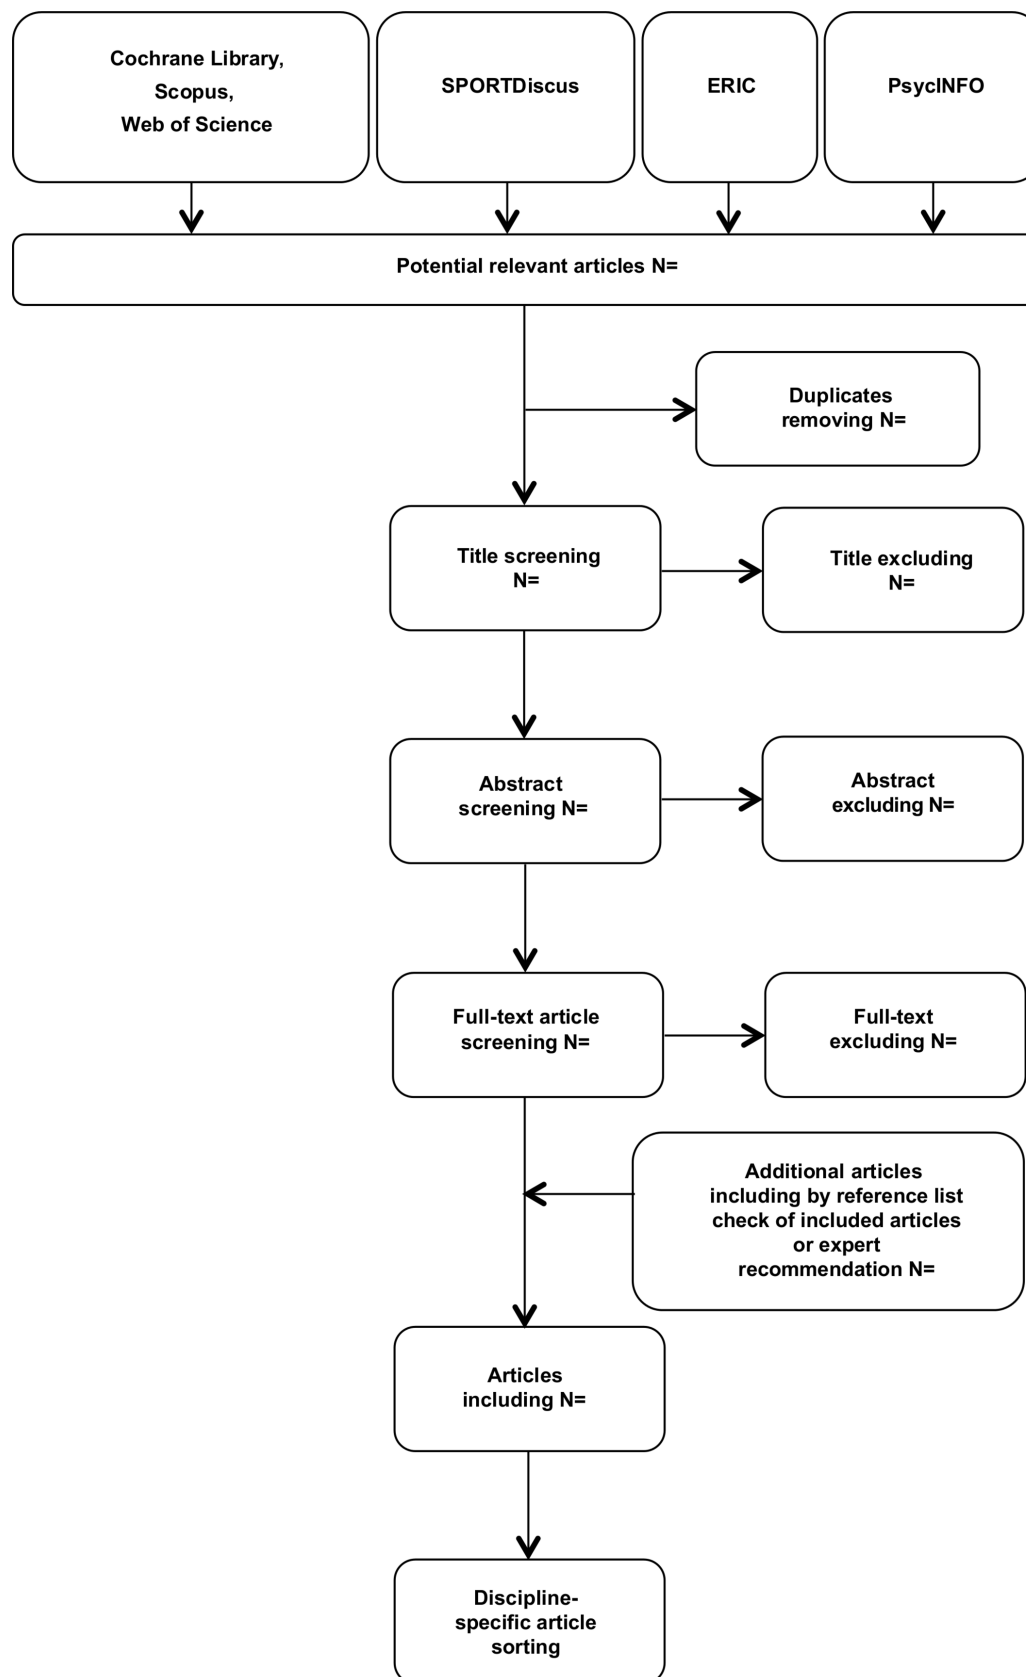 Cochrane Library,
Scopus,
Web of Science
SPORTDiscus
ERIC
PsycINFO
Potential relevant articles N=
Duplicates
removing N=
Title screening
N=
Title excluding
N=
Abstract
screening N=
Abstract
excluding N=
Full-text article
screening N=
Full-text
excluding N=
Additional articles
including by reference list
check of included articles
or expert
recommendation N=
Articles
including N=
Discipline-
specific article
sorting